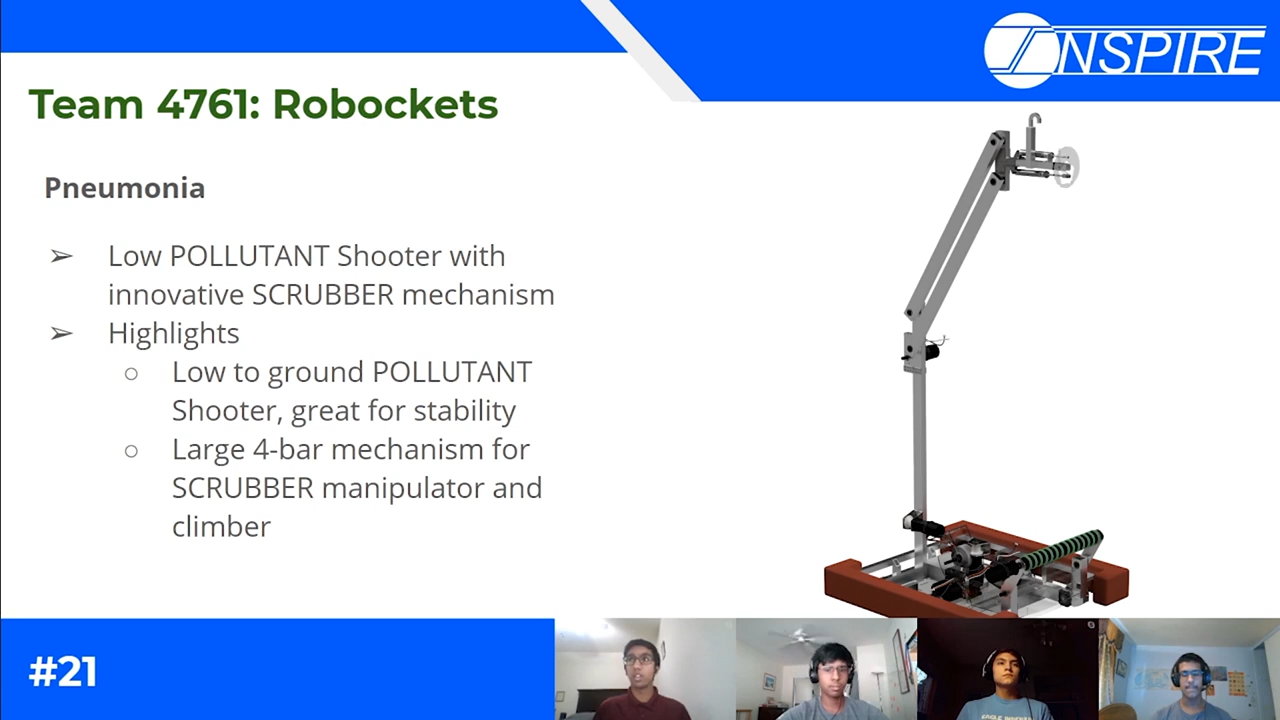 INSPIRE
Team 4761: Robockets
Pneumonia
➢ Low POLLUTANT Shooter with
innovative SCRUBBER mechanism
➢ Highlights
○ Low to ground POLLUTANT
Shooter, great for stability
○ Large 4-bar mechanism for
SCRUBBER manipulator and
climber
#21